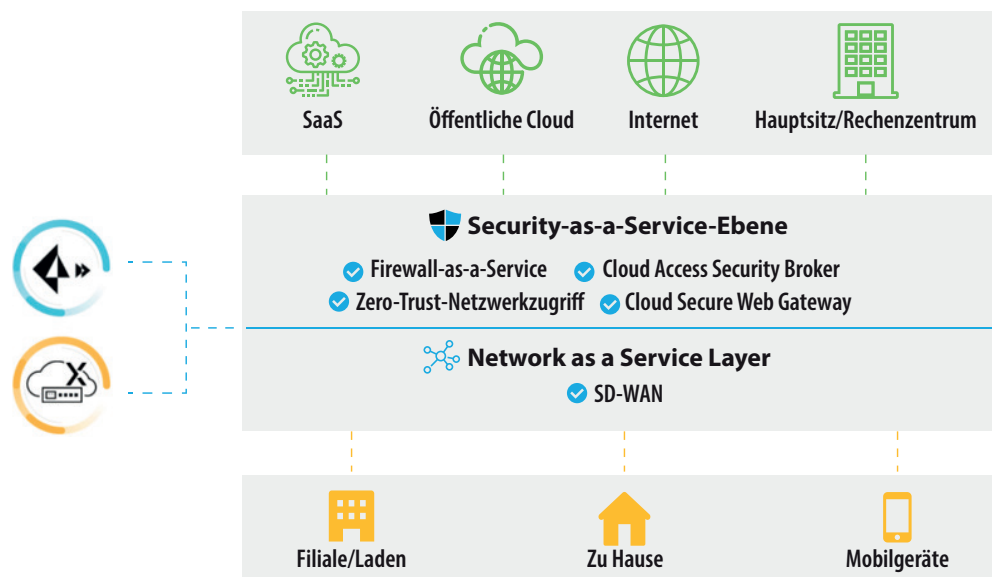 SaaS Öffentliche Cloud Internet Hauptsitz/Rechenzentrum
Security-as-a-Service-Ebene
Firewall-as-a-Service Cloud Access Security Broker
Zero-Trust-Netzwerkzugriff Cloud Secure Web Gateway
Network as a Service Layer
SD-WAN
X
Filiale/Laden Zu Hause Mobilgeräte